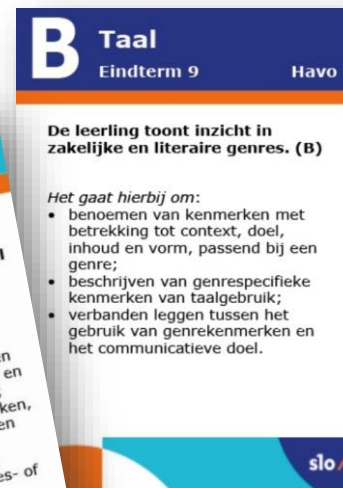 B
Taal
Eindterm 9 Havo
De leerling toont inzicht in
zakelijke en literaire genres. (B)
Het gaat hierbij om:
• benoemen van kenmerken met
betrekking tot context, doel,
inhoud en vorm, passend bij een
genre;
• beschrijven van genrespecifieke
kenmerken van taalgebruik;
• verbanden leggen tussen het
gebruik van genrekenmerken en
het communicatieve doel.
en
slo